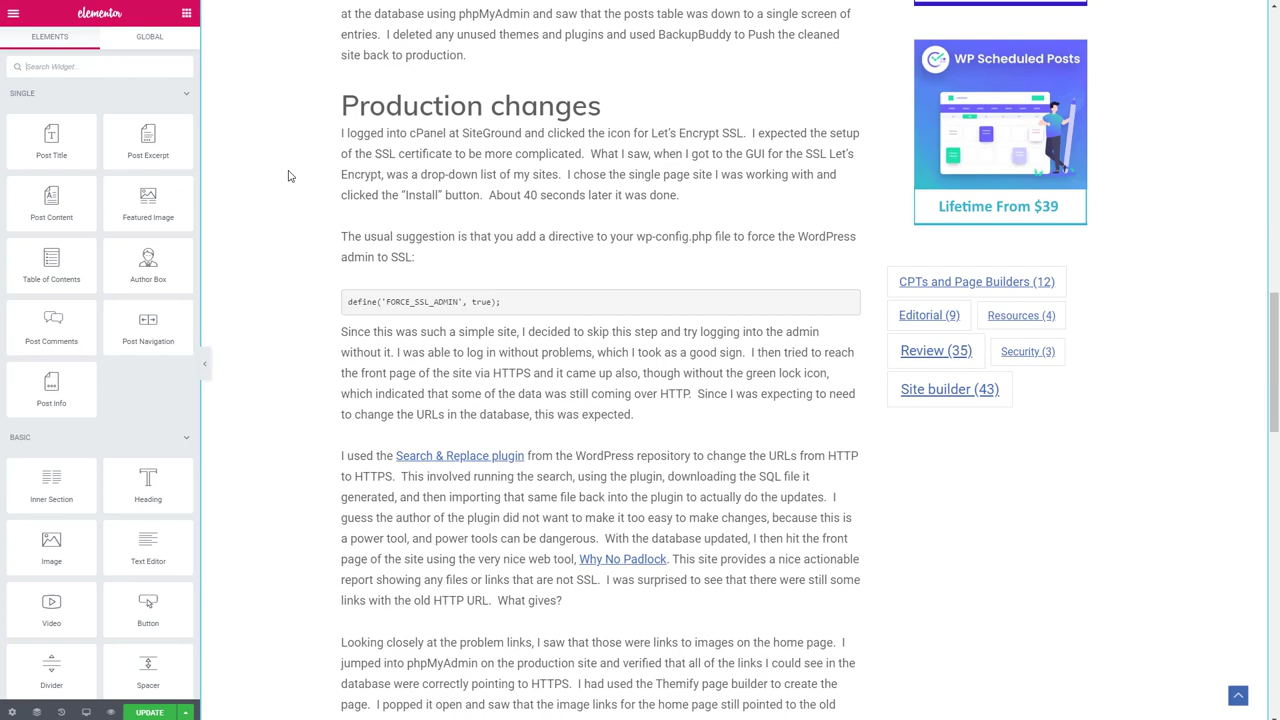 elementor
ELEMENTS
GLOBAL
Search Widget...
SINGLE
Post Title
Post Excerpt
Post Content
Featured Image
Table of Contents
Author Box
Post Comments
Post Navigation
Post Info
BASIC
Inner Section
Heading
Image
Text Editor
Video
Button
Divider
Spacer
UPDATE
at the database using phpMyAdmin and saw that the posts table was down to a single screen of
entries.  I deleted any unused themes and plugins and used BackupBuddy to Push the cleaned
site back to production.
Production changes
I logged into cPanel at SiteGround and clicked the icon for Let's Encrypt SSL.  I expected the setup
of the SSL certificate to be more complicated.  What I saw, when I got to the GUI for the SSL Let's
Encrypt, was a drop-down list of my sites.  I chose the single page site I was working with and
clicked the “Install” button.  About 40 seconds later it was done.
The usual suggestion is that you add a directive to your wp-config.php file to force the WordPress
admin to SSL:
define('FORCE_SSL_ADMIN', true);
Since this was such a simple site, I decided to skip this step and try logging into the admin
without it. I was able to log in without problems, which I took as a good sign.  I then tried to reach
the front page of the site via HTTPS and it came up also, though without the green lock icon,
which indicated that some of the data was still coming over HTTP.  Since I was expecting to need
to change the URLs in the database, this was expected.
I used the Search & Replace plugin from the WordPress repository to change the URLs from HTTP
to HTTPS.  This involved running the search, using the plugin, downloading the SQL file it
generated, and then importing that same file back into the plugin to actually do the updates.  I
guess the author of the plugin did not want to make it too easy to make changes, because this is
a power tool, and power tools can be dangerous.  With the database updated, I then hit the front
page of the site using the very nice web tool, Why No Padlock. This site provides a nice actionable
report showing any files or links that are not SSL.  I was surprised to see that there were still some
links with the old HTTP URL.  What gives?
Looking closely at the problem links, I saw that those were links to images on the home page.  I
jumped into phpMyAdmin on the production site and verified that all of the links I could see in the
database were correctly pointing to HTTPS.  I had used the Themify page builder to create the
page.  I popped it open and saw that the image links for the home page still pointed to the old
WP Scheduled Posts
Lifetime From $39
CPTs and Page Builders (12)
Editorial (9)
Resources (4)
Review (35)
Security (3)
Site builder (43)